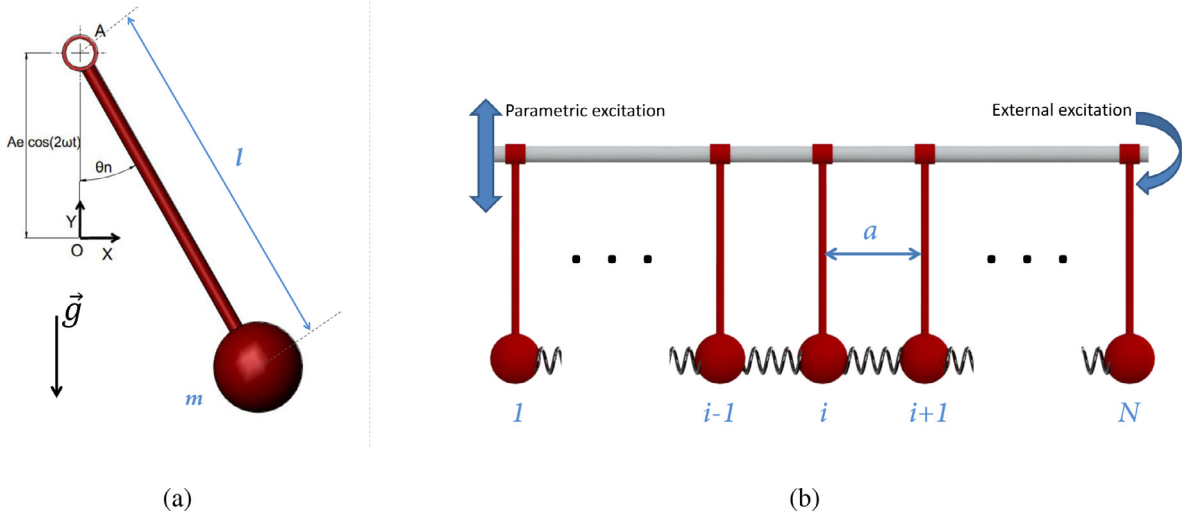 A
Ae cos(2ωt)
θn
l
Y
O
X
g⃗
m
(a)
Parametric excitation
External excitation
a
. . .
. . .
1
i-1
i
i+1
N
(b)